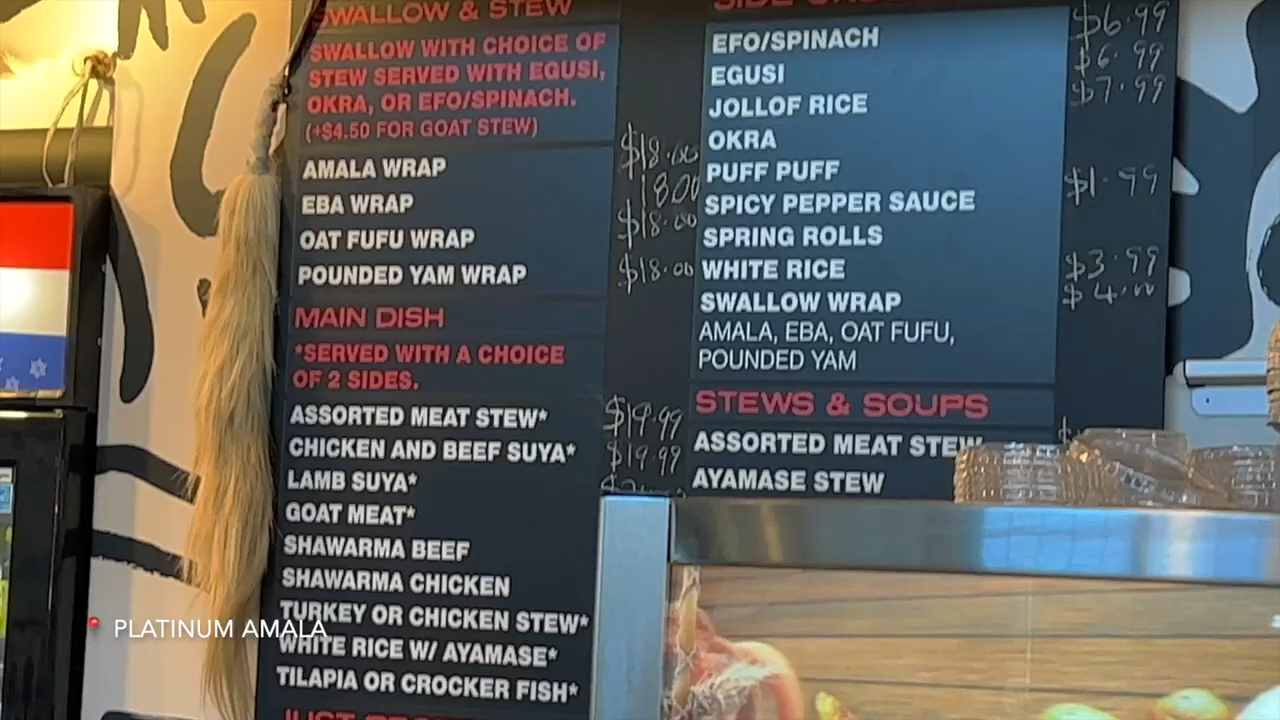 SWALLOW & STEW
SWALLOW WITH CHOICE OF
STEW SERVED WITH EGUSI,
OKRA, OR EFO/SPINACH.
(+$4.50 FOR GOAT STEW)
AMALA WRAP $18.00
EBA WRAP 18.00
OAT FUFU WRAP $18.00
POUNDED YAM WRAP $18.00
MAIN DISH
*SERVED WITH A CHOICE
OF 2 SIDES.
ASSORTED MEAT STEW* $19.99
CHICKEN AND BEEF SUYA* $19.99
LAMB SUYA*
GOAT MEAT*
SHAWARMA BEEF
SHAWARMA CHICKEN
TURKEY OR CHICKEN STEW*
WHITE RICE W/ AYAMASE*
TILAPIA OR CROCKER FISH*
EFO/SPINACH $6.99
EGUSI $6.99
JOLLOF RICE $7.99
OKRA
PUFF PUFF
SPICY PEPPER SAUCE $1.99
SPRING ROLLS
WHITE RICE $3.99
SWALLOW WRAP $4.00
AMALA, EBA, OAT FUFU,
POUNDED YAM
STEWS & SOUPS
ASSORTED MEAT STEW
AYAMASE STEW
PLATINUM AMALA